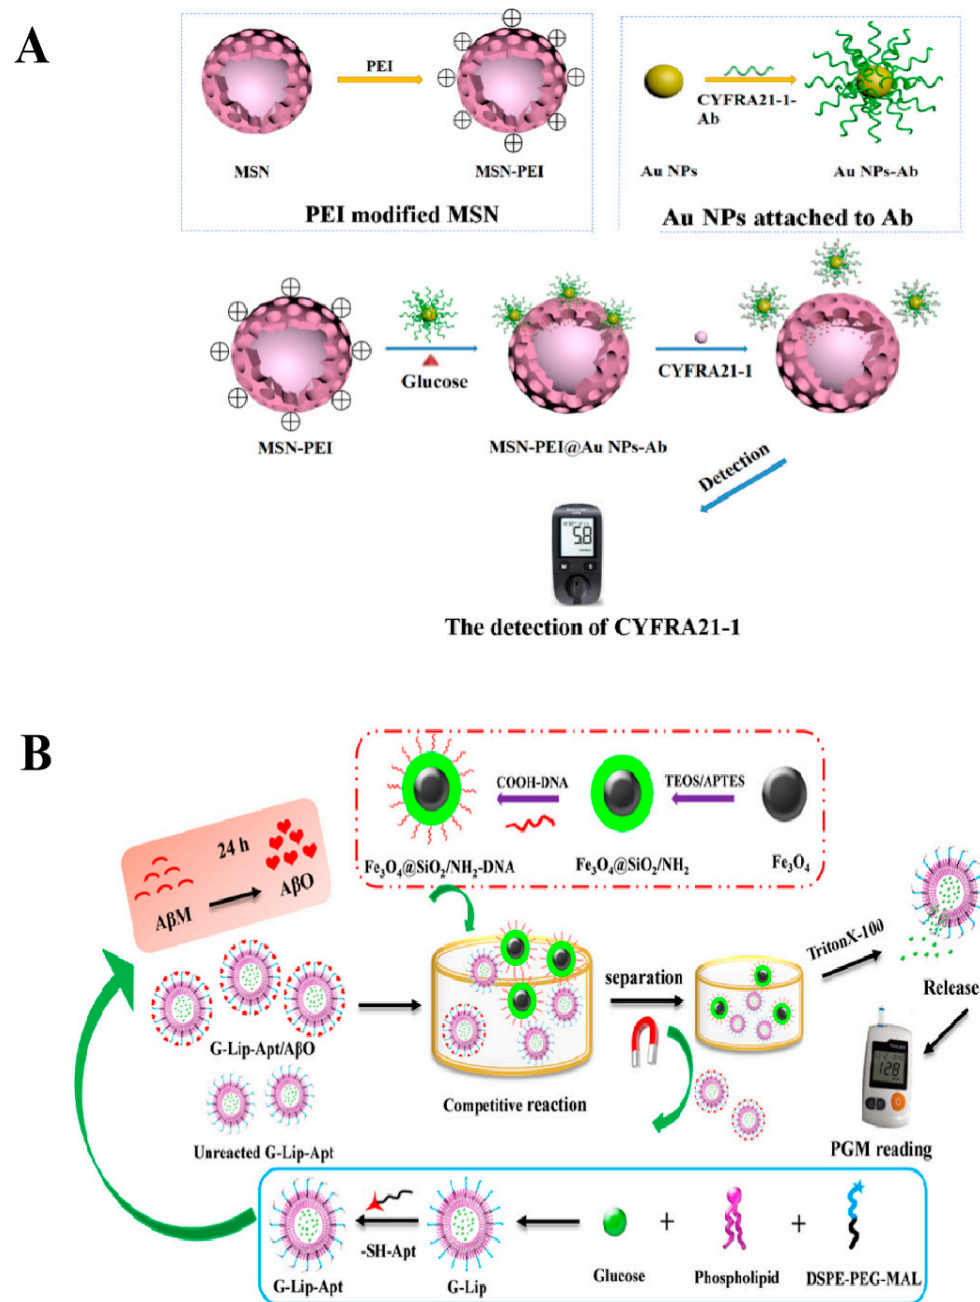 A
PEI
MSN
MSN-PEI
PEI modified MSN
CYFRA21-1-
Ab
Au NPs
Au NPs-Ab
Au NPs attached to Ab
Glucose
CYFRA21-1
MSN-PEI
MSN-PEI@Au NPs-Ab
Detection
5.8
M
S
The detection of CYFRA21-1
B
COOH-DNA
TEOS/APTES
Fe3O4@SiO2/NH2-DNA
Fe3O4@SiO2/NH2
Fe3O4
24 h
AβM
AβO
TritonX-100
separation
Release
G-Lip-Apt/AβO
Competitive reaction
Unreacted G-Lip-Apt
128
PGM reading
-SH-Apt
+
+
G-Lip-Apt
G-Lip
Glucose
Phospholipid
DSPE-PEG-MAL